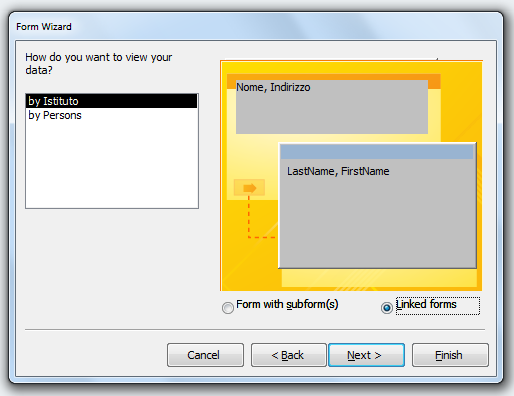 Form Wizard
How do you want to view your
data?
by Istituto
by Persons
Nome, Indirizzo
LastName, FirstName
Form with subform(s)
Linked forms
Cancel
< Back
Next >
Finish